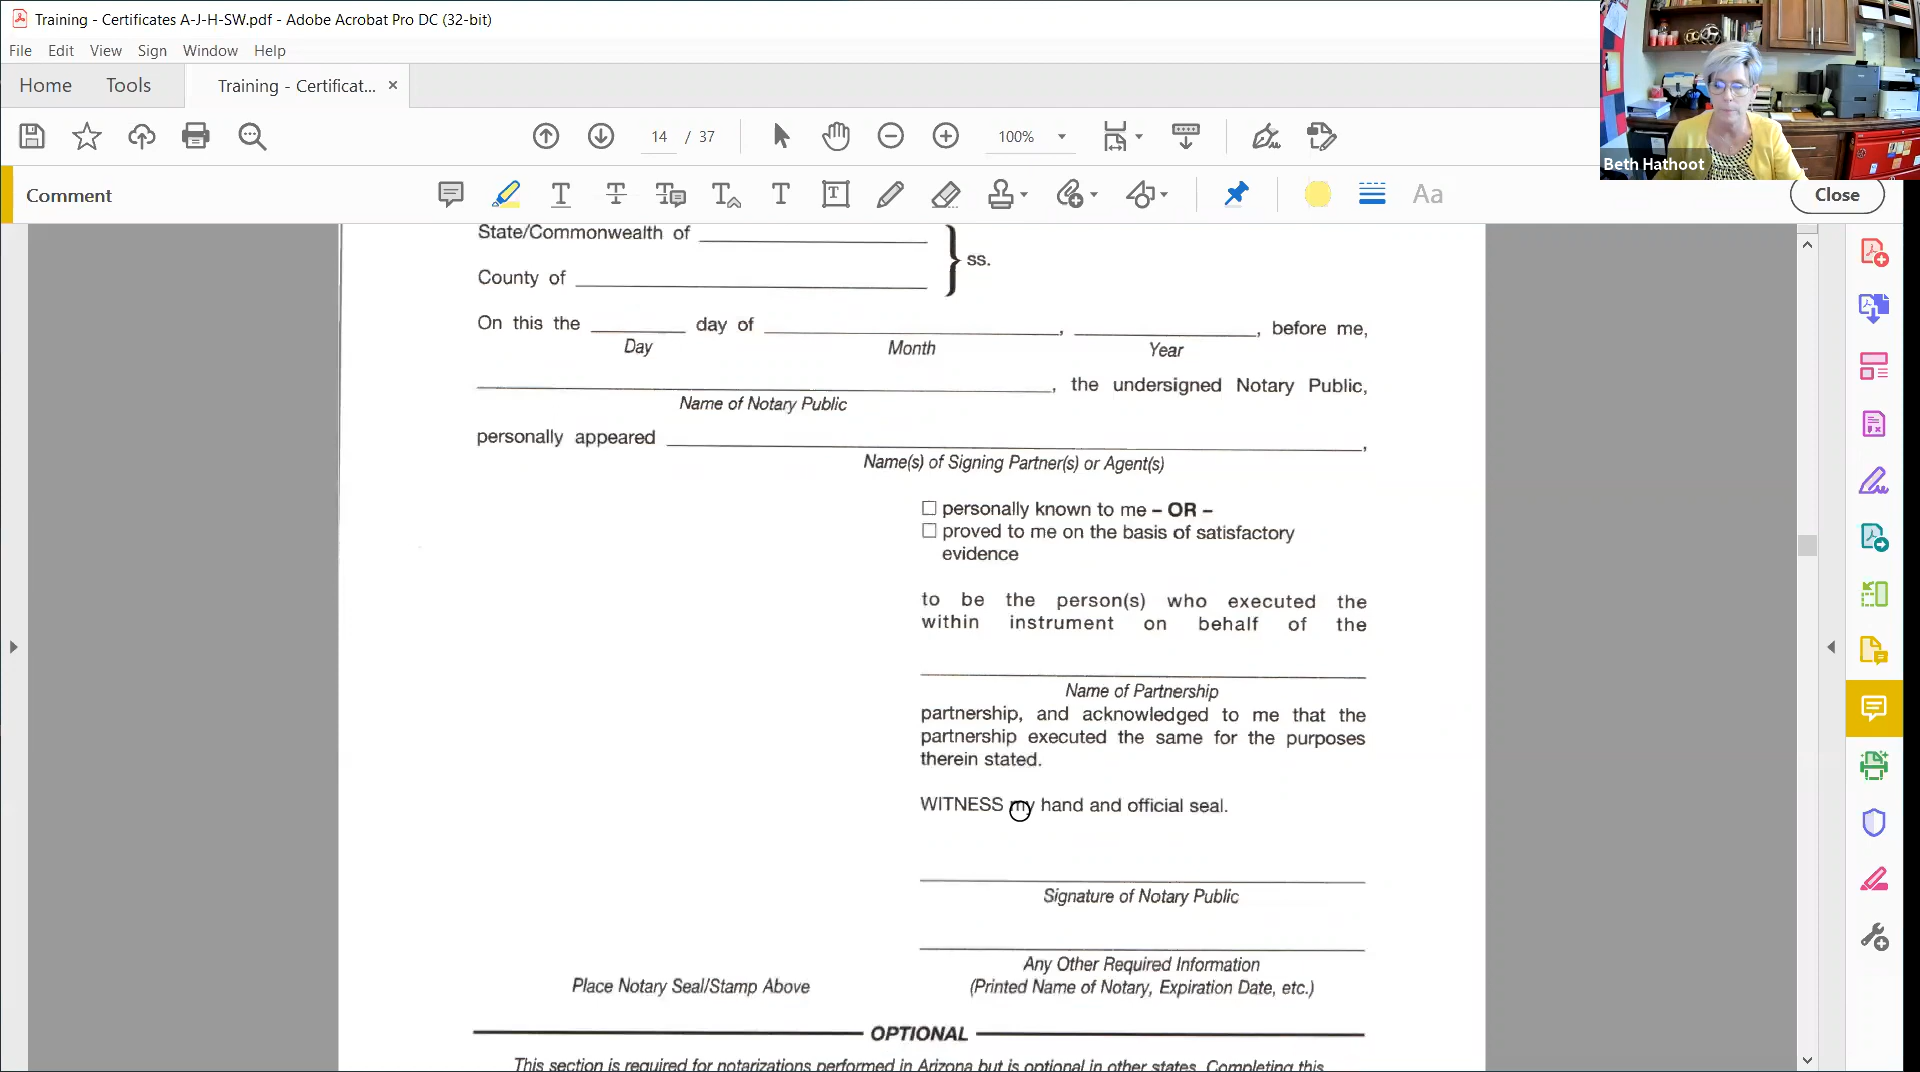 Training - Certificates A-J-H-SW.pdf - Adobe Acrobat Pro DC (32-bit)
File Edit View Sign Window Help
Home Tools Training - Certificat... ×
14 / 37 100%
Comment Aa Close
Beth Hathoot
State/Commonwealth of
ss.
County of
On this the day of , , before me,
Day Month Year
, the undersigned Notary Public,
Name of Notary Public
personally appeared ,
Name(s) of Signing Partner(s) or Agent(s)
□ personally known to me – OR –
□ proved to me on the basis of satisfactory
evidence
to be the person(s) who executed the
within instrument on behalf of the
Name of Partnership
partnership, and acknowledged to me that the
partnership executed the same for the purposes
therein stated.
WITNESS my hand and official seal.
Signature of Notary Public
Any Other Required Information
Place Notary Seal/Stamp Above (Printed Name of Notary, Expiration Date, etc.)
OPTIONAL
This section is required for notarizations performed in Arizona but is optional in other states. Completing this